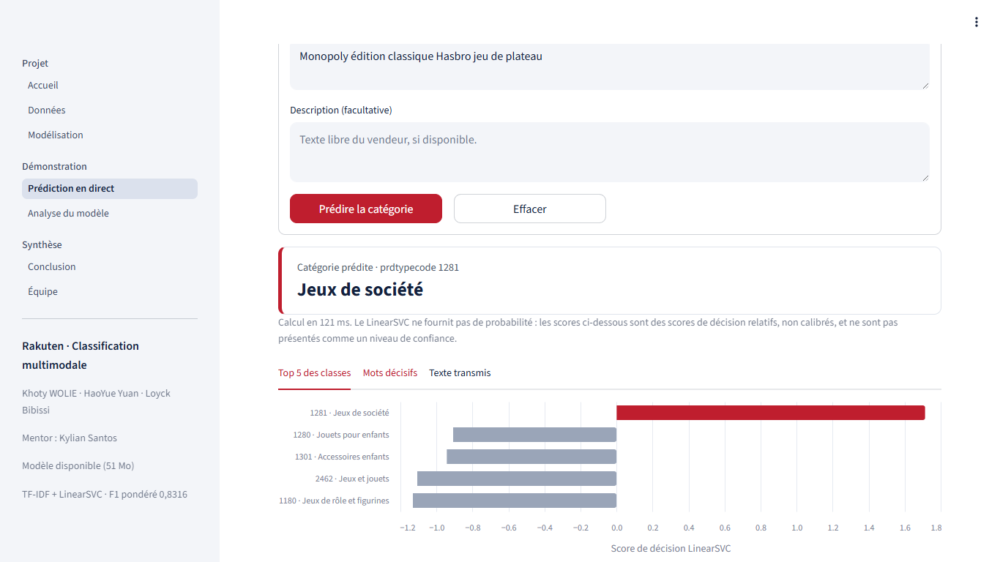 Projet
Accueil
Données
Modélisation
Démonstration
Prédiction en direct
Analyse du modèle
Synthèse
Conclusion
Équipe
Rakuten · Classification
multimodale
Khoty WOLIE · HaoYue Yuan · Loyck
Bibissi
Mentor : Kylian Santos
Modèle disponible (51 Mo)
TF-IDF + LinearSVC · F1 pondéré 0,8316
Monopoly édition classique Hasbro jeu de plateau
Description (facultative)
Texte libre du vendeur, si disponible.
Prédire la catégorie
Effacer
Catégorie prédite · prdtypecode 1281
Jeux de société
Calcul en 121 ms. Le LinearSVC ne fournit pas de probabilité : les scores ci-dessous sont des scores de décision relatifs, non calibrés, et ne sont pas
présentés comme un niveau de confiance.
Top 5 des classes Mots décisifs Texte transmis
1281 · Jeux de société
1280 · Jouets pour enfants
1301 · Accessoires enfants
2462 · Jeux et jouets
1180 · Jeux de rôle et figurines
−1.2 −1.0 −0.8 −0.6 −0.4 −0.2 0.0 0.2 0.4 0.6 0.8 1.0 1.2 1.4 1.6 1.8
Score de décision LinearSVC